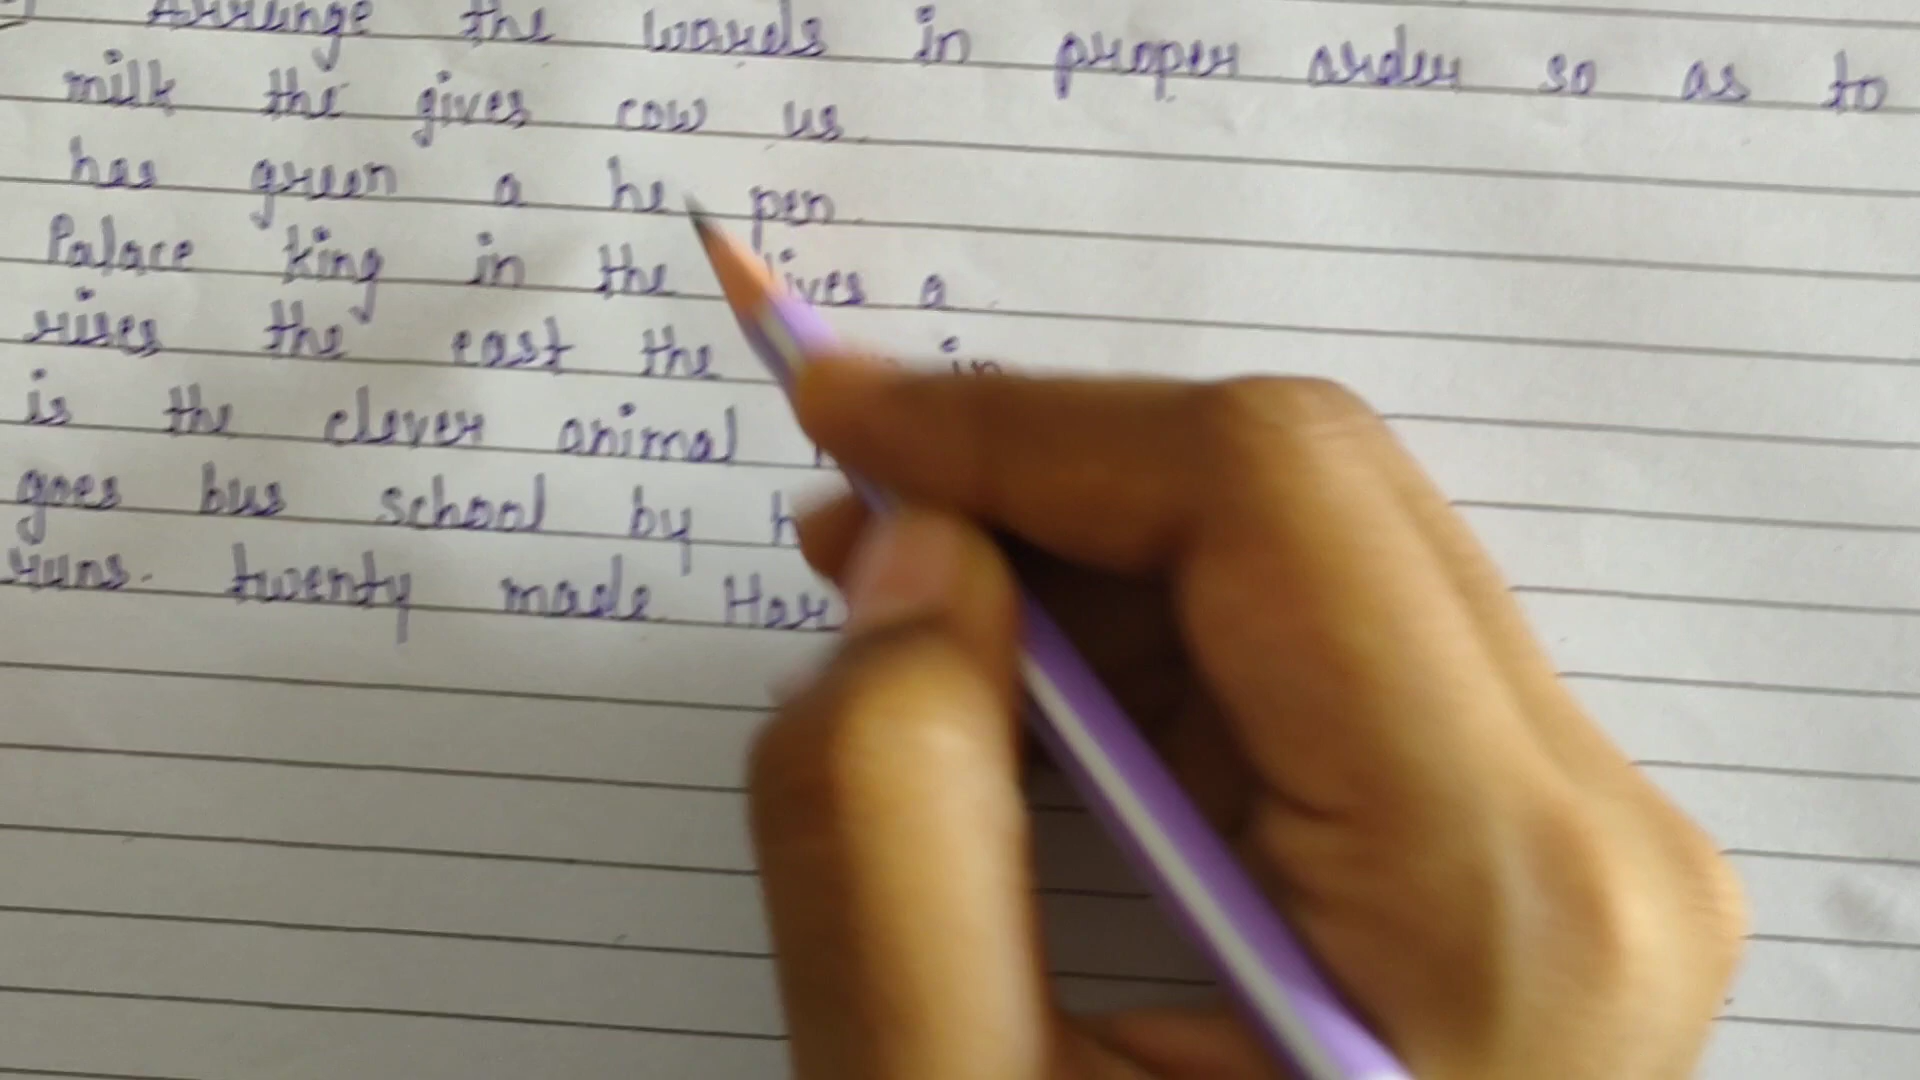 Arrange the words in proper order so as to
milk the gives cow us
has green a he pen
Palace king in the lives a
rises the east the in
is the clever animal
goes bus school by
runs. twenty made